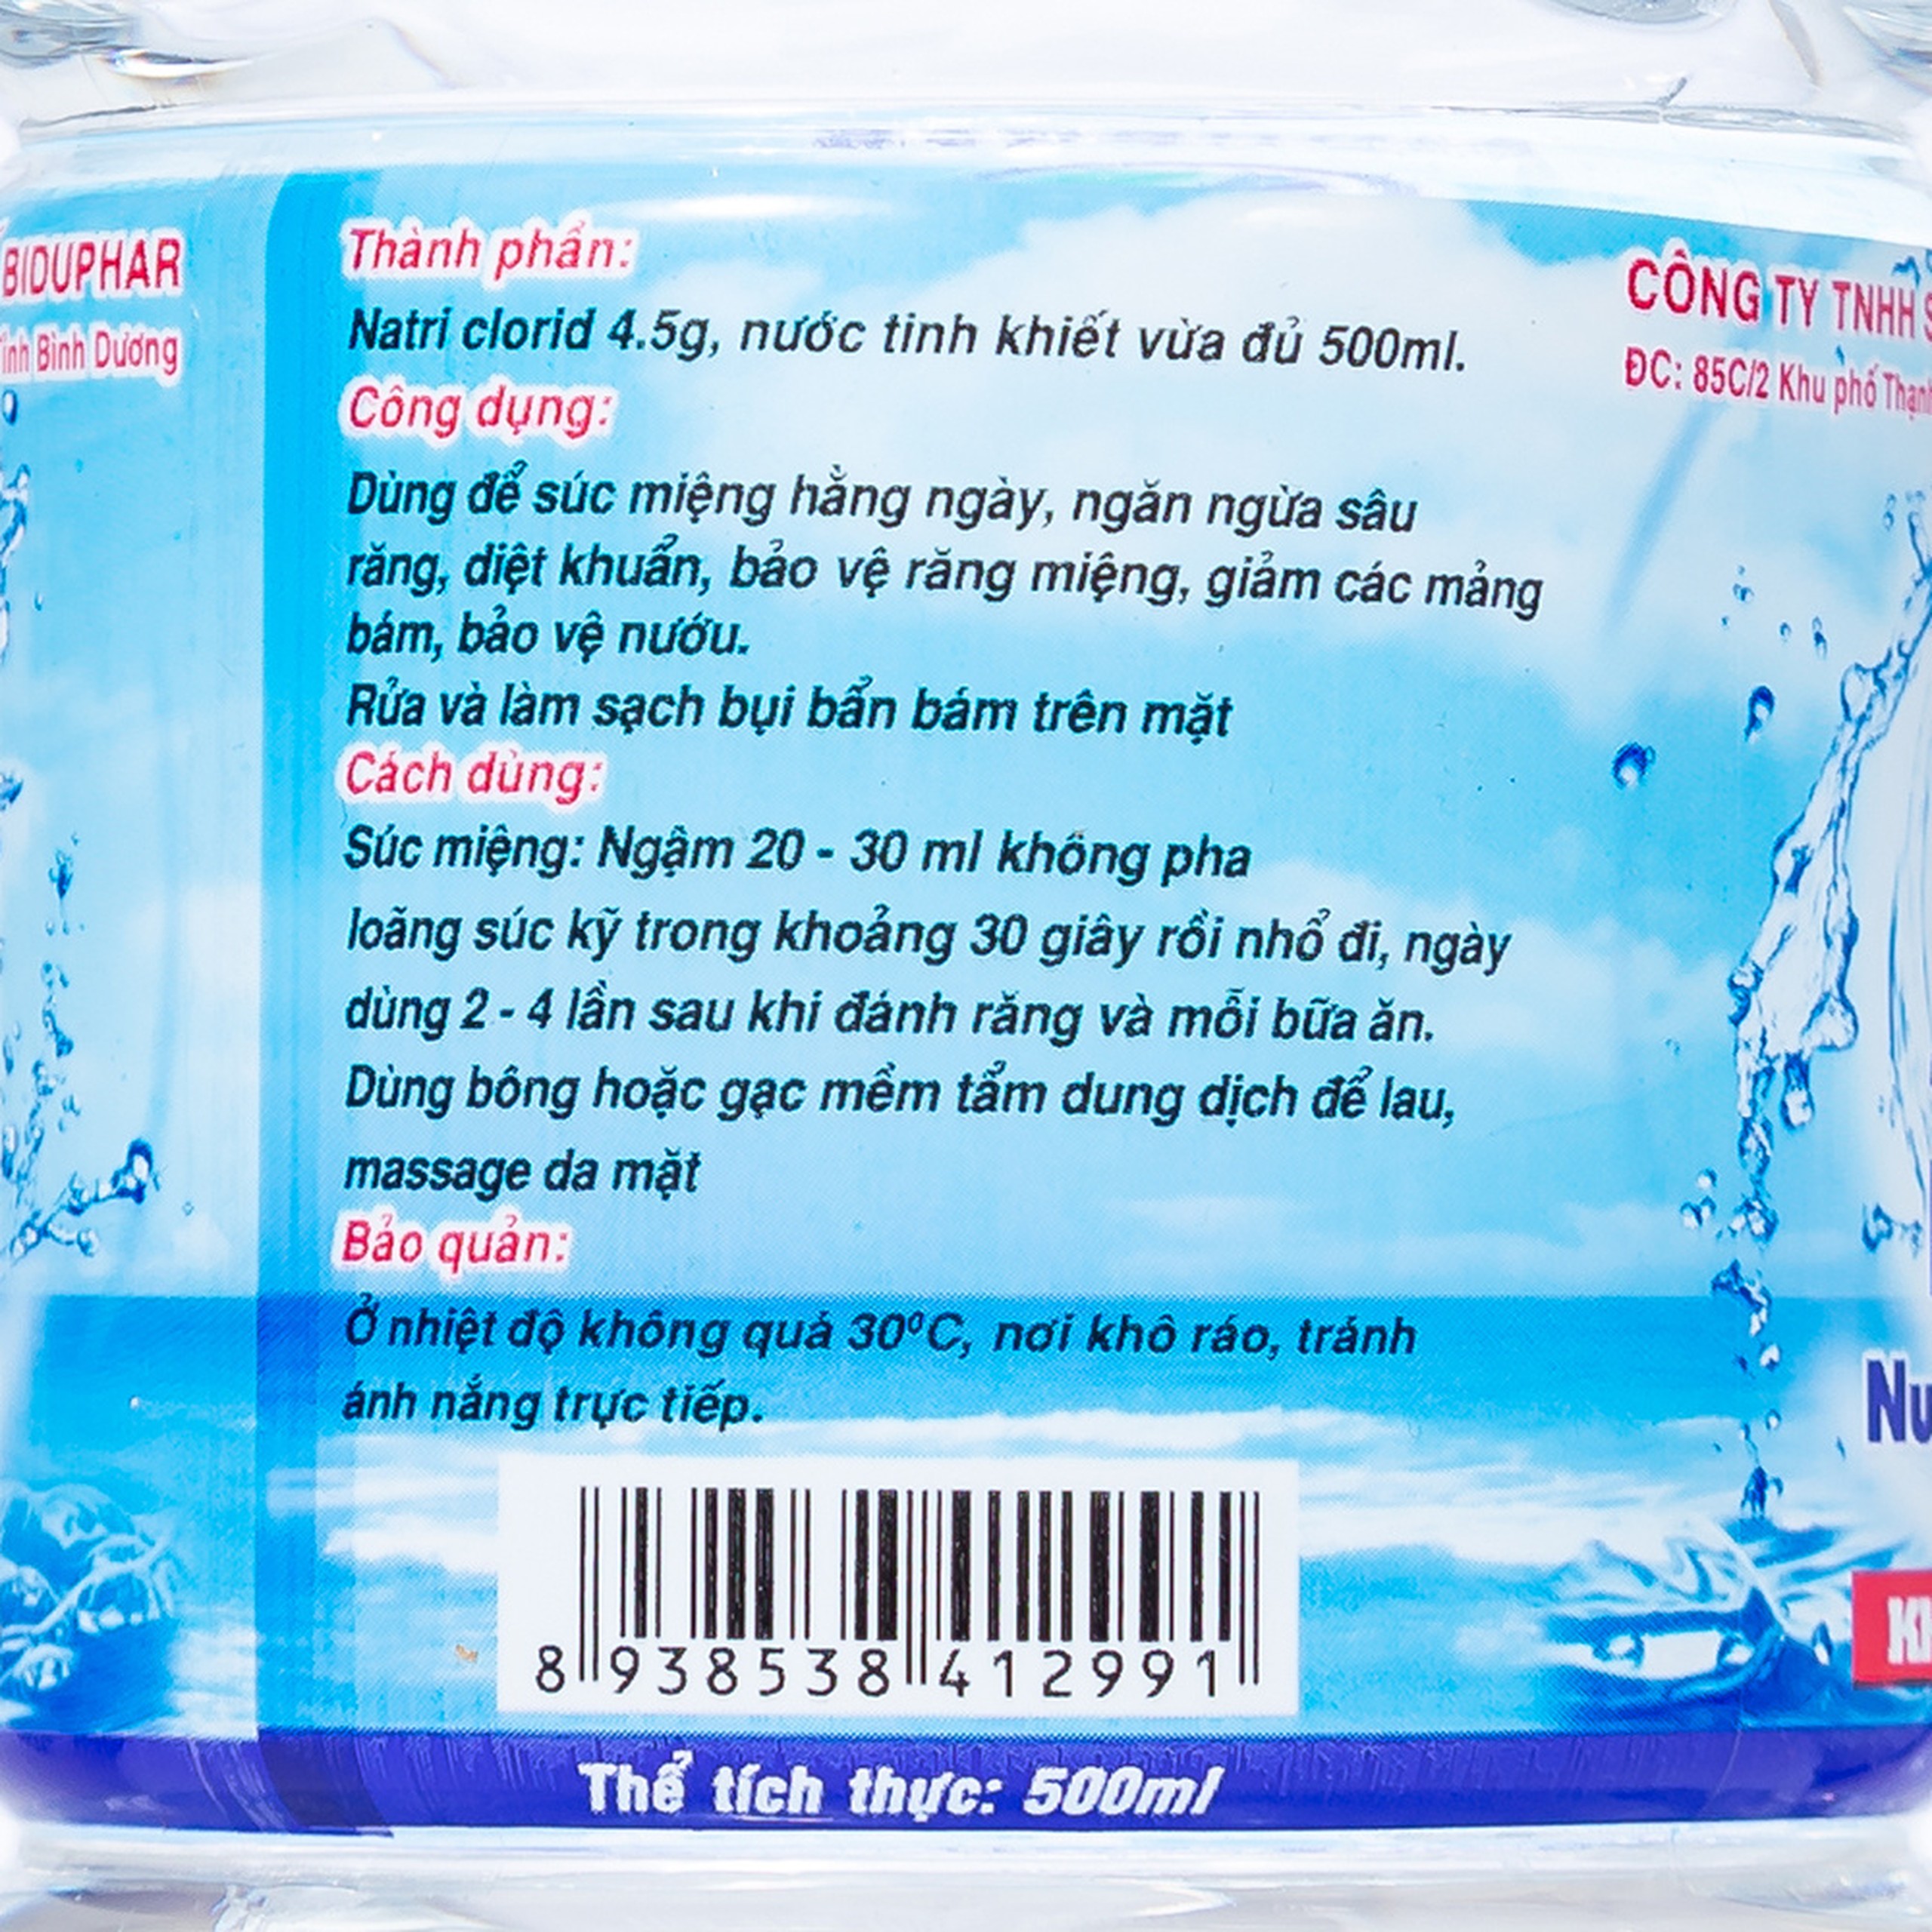 BIDUPHAR
Bình Dương
Thành phần:
Natri clorid 4.5g, nước tinh khiết vừa đủ 500ml.
Công dụng:
Dùng để súc miệng hằng ngày, ngăn ngừa sâu
răng, diệt khuẩn, bảo vệ răng miệng, giảm các mảng
bám, bảo vệ nướu.
Rửa và làm sạch bụi bẩn bám trên mặt
Cách dùng:
Súc miệng: Ngậm 20 - 30 ml không pha
loãng súc kỹ trong khoảng 30 giây rồi nhổ đi, ngày
dùng 2 - 4 lần sau khi đánh răng và mỗi bữa ăn.
Dùng bông hoặc gạc mềm tẩm dung dịch để lau,
massage da mặt
Bảo quản:
Ở nhiệt độ không quá 30⁰C, nơi khô ráo, tránh
ánh nắng trực tiếp.
8 938538 412991
Thể tích thực: 500ml
CÔNG TY TNHH
ĐC: 85C/2 Khu phố